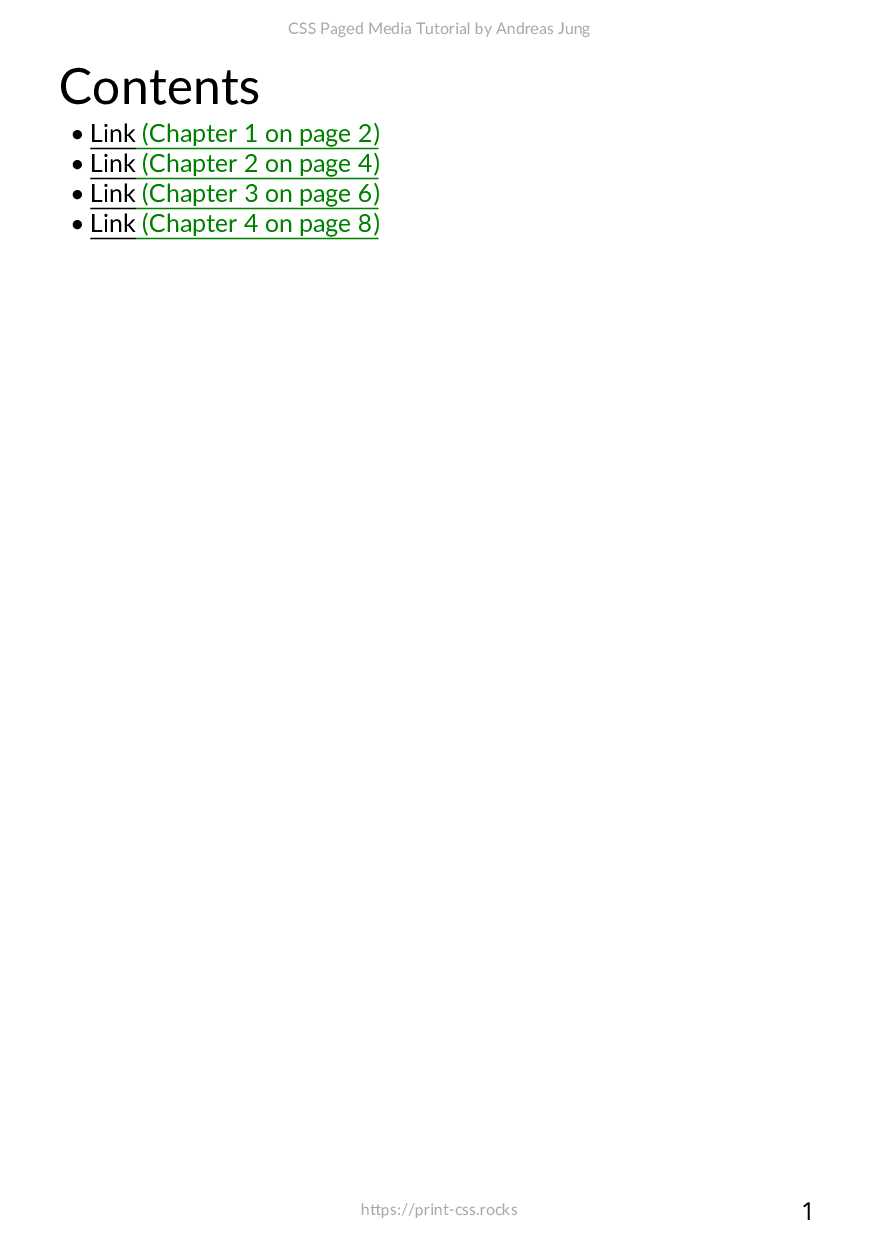 CSS Paged Media Tutorial by Andreas Jung
Contents
• Link (Chapter 1 on page 2)
• Link (Chapter 2 on page 4)
• Link (Chapter 3 on page 6)
• Link (Chapter 4 on page 8)
https://print-css.rocks
1